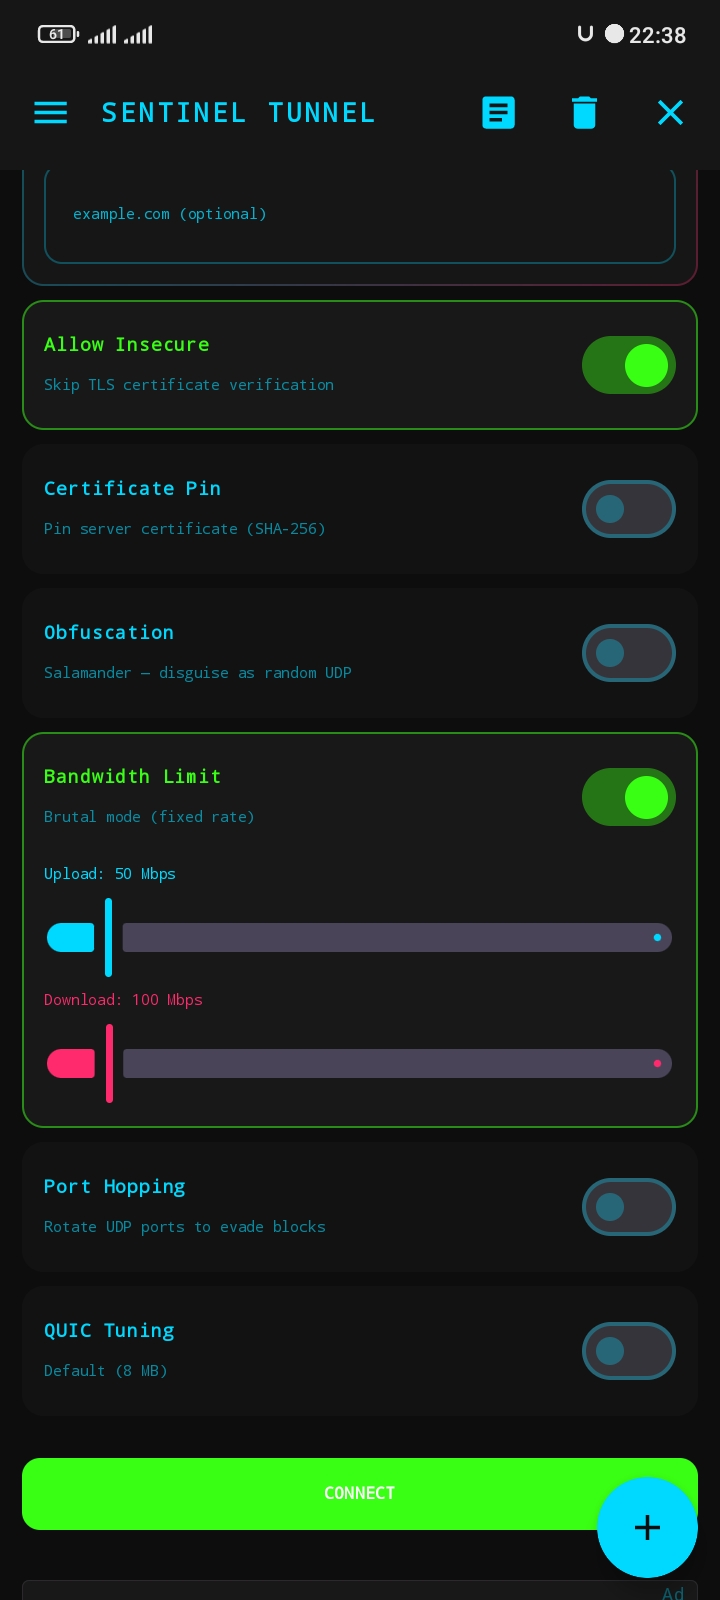 61
22:38
SENTINEL TUNNEL
example.com (optional)
Allow Insecure
Skip TLS certificate verification
Certificate Pin
Pin server certificate (SHA-256)
Obfuscation
Salamander — disguise as random UDP
Bandwidth Limit
Brutal mode (fixed rate)
Upload: 50 Mbps
Download: 100 Mbps
Port Hopping
Rotate UDP ports to evade blocks
QUIC Tuning
Default (8 MB)
CONNECT
+
Ad